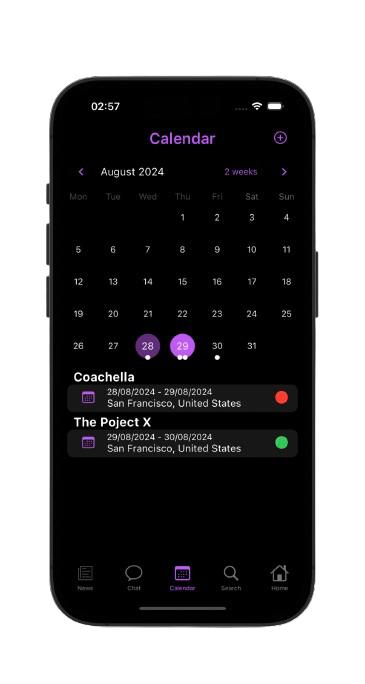 02:57
Calendar
August 2024 2 weeks
Mon Tue Wed Thu Fri Sat Sun
1 2 3 4
5 6 7 8 9 10 11
12 13 14 15 16 17 18
19 20 21 22 23 24 25
26 27 28 29 30 31
Coachella
28/08/2024 - 29/08/2024
San Francisco, United States
The Poject X
29/08/2024 - 30/08/2024
San Francisco, United States
News Chat Calendar Search Home